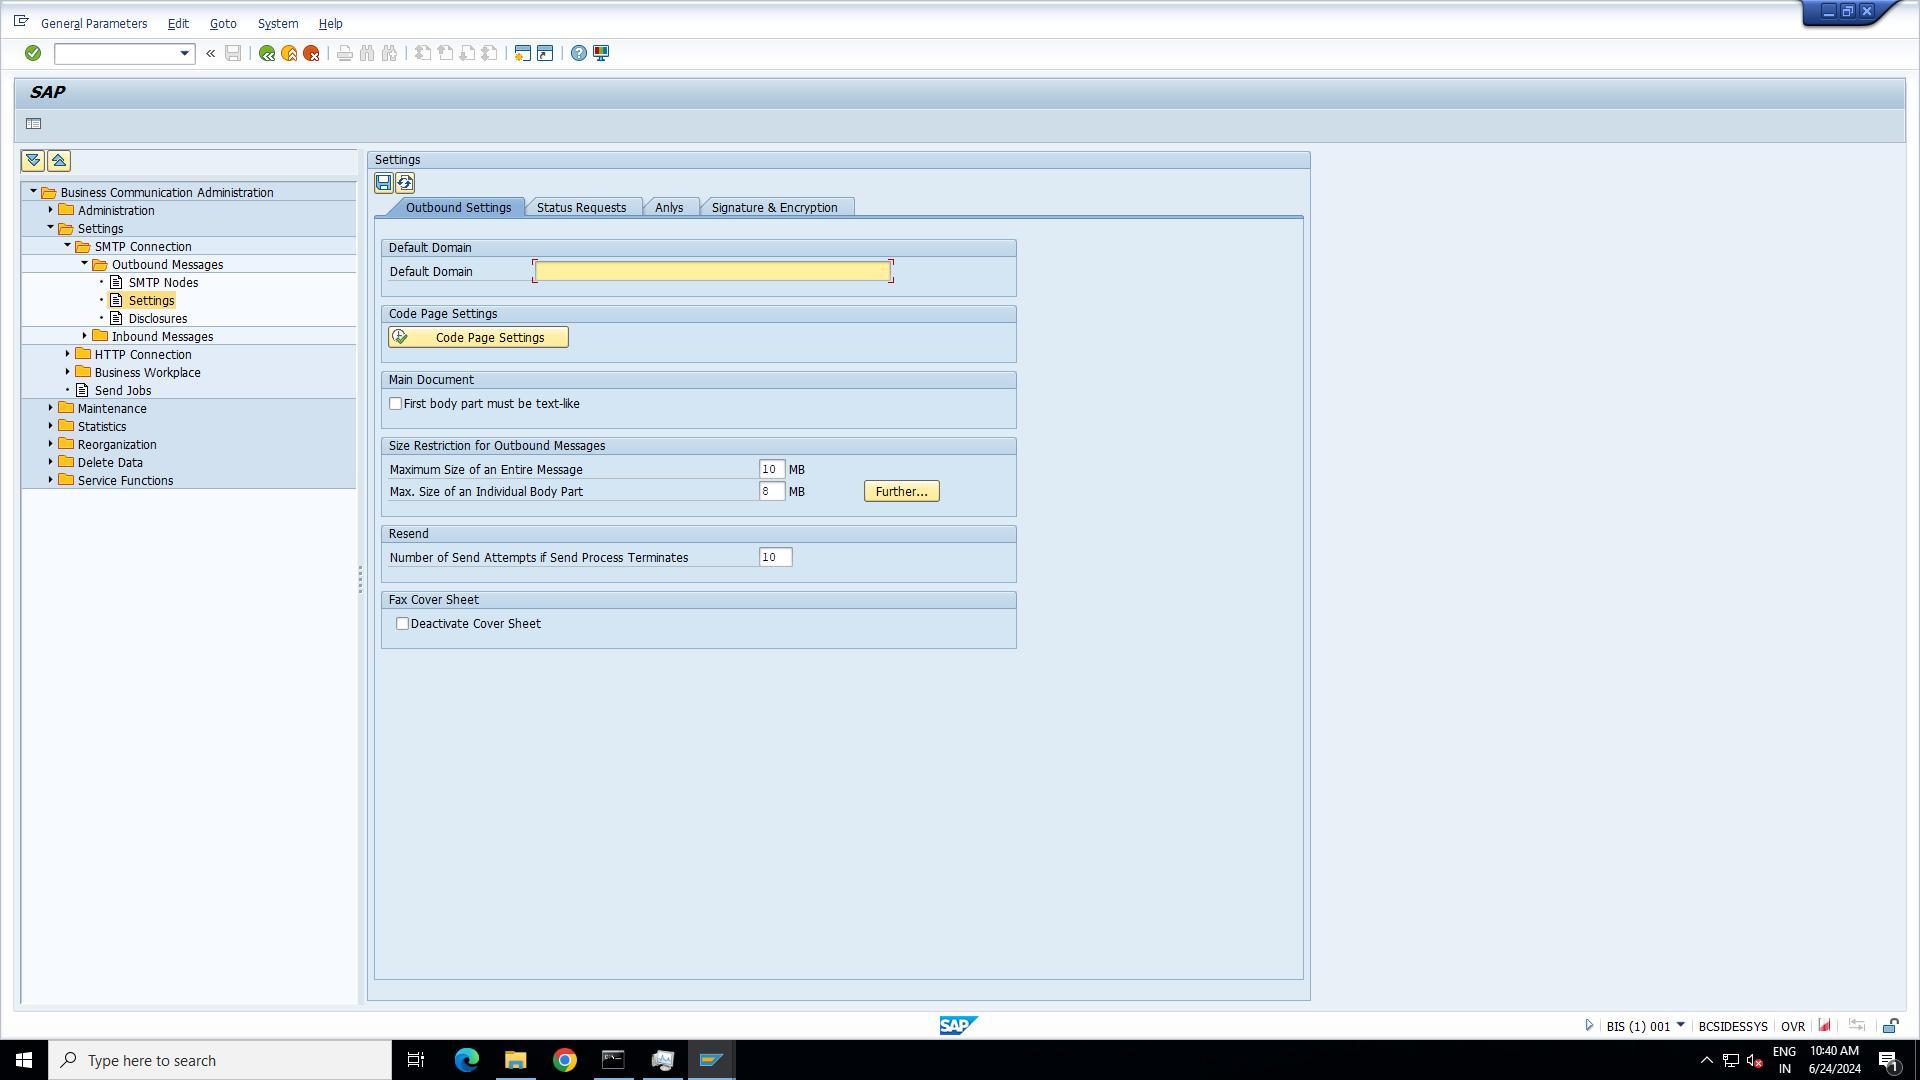 General Parameters Edit Goto System Help
SAP
Business Communication Administration
Administration
Settings
SMTP Connection
Outbound Messages
SMTP Nodes
Settings
Disclosures
Inbound Messages
HTTP Connection
Business Workplace
Send Jobs
Maintenance
Statistics
Reorganization
Delete Data
Service Functions
Settings
Outbound Settings Status Requests Anlys Signature & Encryption
Default Domain
Default Domain
Code Page Settings
Code Page Settings
Main Document
First body part must be text-like
Size Restriction for Outbound Messages
Maximum Size of an Entire Message 10 MB
Max. Size of an Individual Body Part 8 MB Further...
Resend
Number of Send Attempts if Send Process Terminates 10
Fax Cover Sheet
Deactivate Cover Sheet
SAP
BIS (1) 001 BCSIDESSYS OVR
Type here to search
ENG
IN
10:40 AM
6/24/2024
1